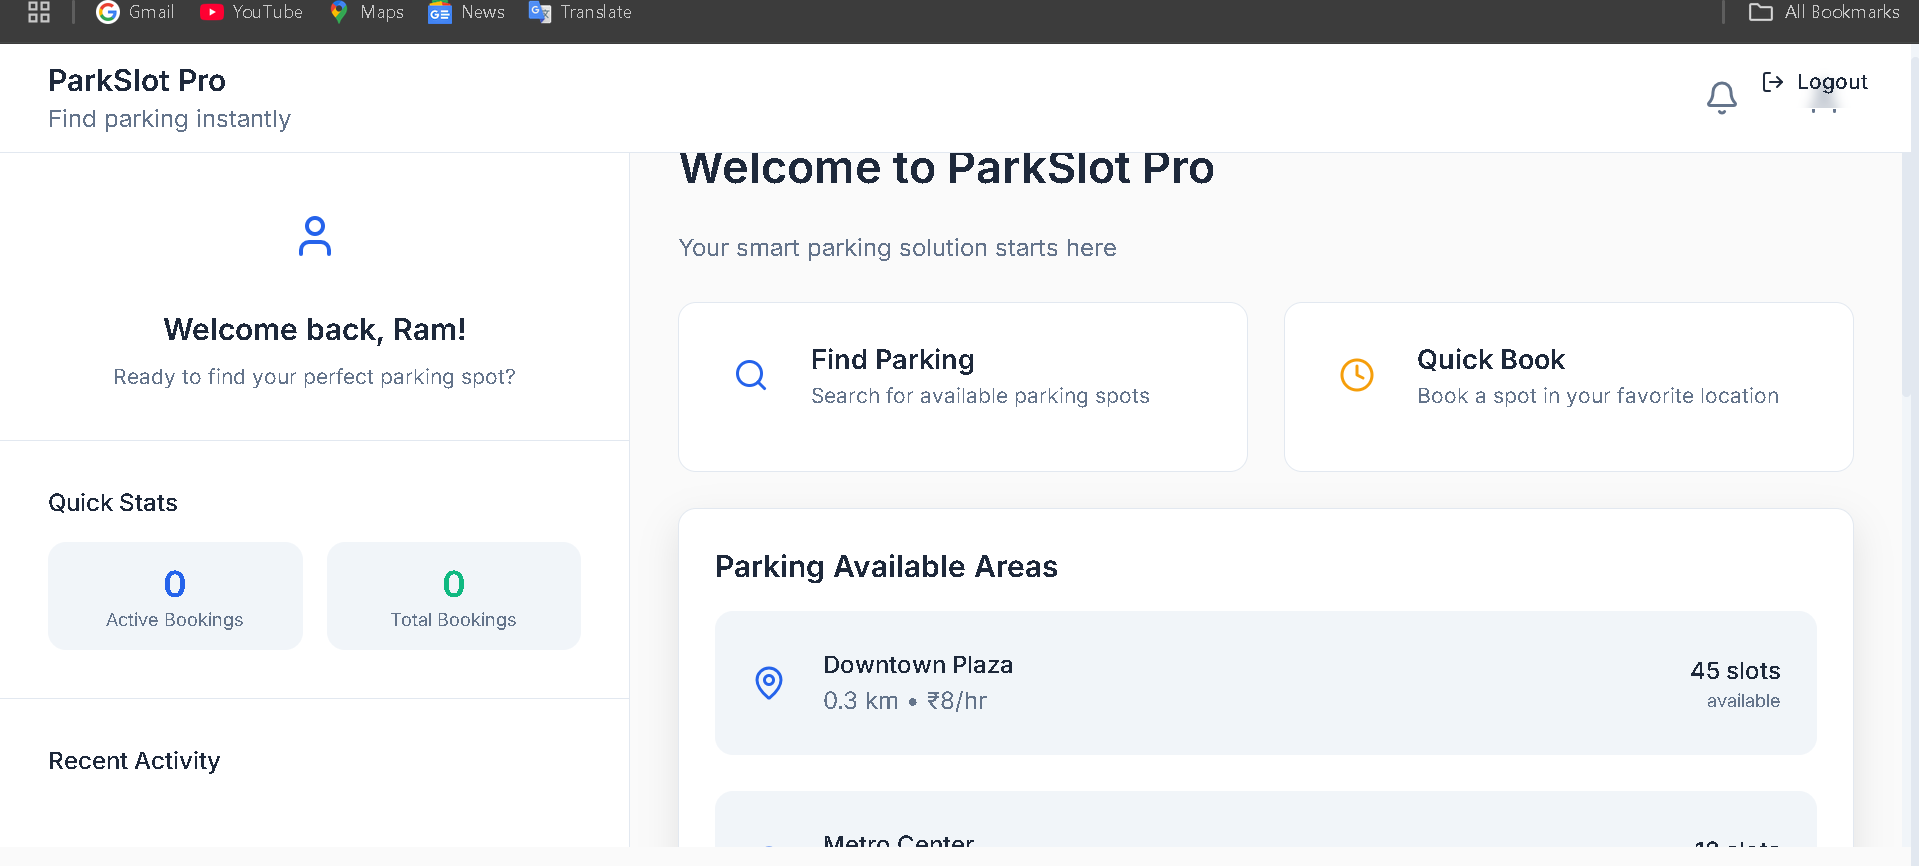 Gmail YouTube Maps News Translate All Bookmarks
ParkSlot Pro
Find parking instantly
Logout
Welcome back, Ram!
Ready to find your perfect parking spot?
Quick Stats
0
Active Bookings
0
Total Bookings
Recent Activity
Welcome to ParkSlot Pro
Your smart parking solution starts here
Find Parking
Search for available parking spots
Quick Book
Book a spot in your favorite location
Parking Available Areas
Downtown Plaza
0.3 km • ₹8/hr
45 slots
available
Metro Center
slots